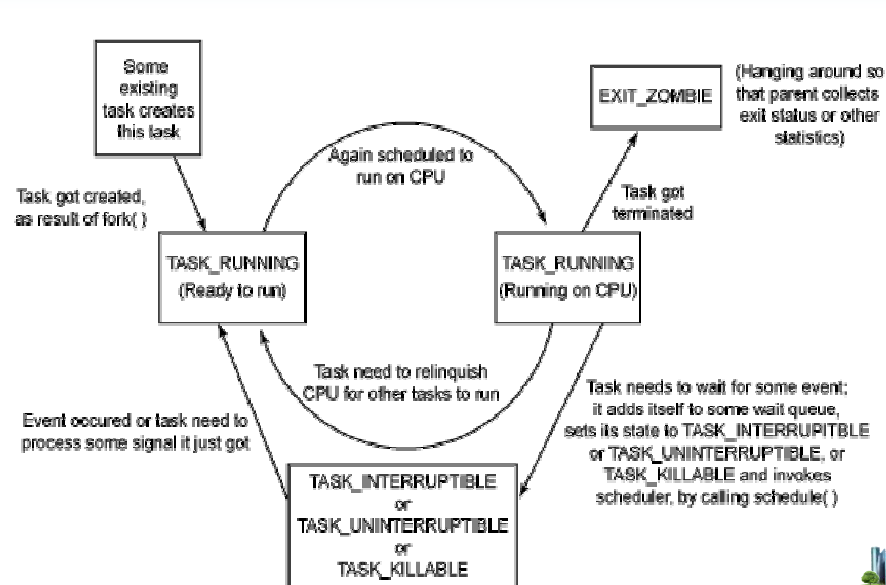 Some
existing
task creates
this task
EXIT_ZOMBIE
(Hanging around so
that parent collects
exit status or other
statistics)
Again scheduled to
run on CPU
Task got created,
as result of fork( )
Task got
terminated
TASK_RUNNING
(Ready to run)
TASK_RUNNING
(Running on CPU)
Task need to relinquish
CPU for other tasks to run
Event occured or task need to
process some signal it just got
Task needs to wait for some event;
it adds itself to some wait queue,
sets its state to TASK_INTERRUPITBLE
or TASK_UNINTERRUPTIBLE, or
TASK_KILLABLE and invokes
scheduler, by calling schedule( )
TASK_INTERRUPTIBLE
or
TASK_UNINTERRUPTIBLE
or
TASK_KILLABLE